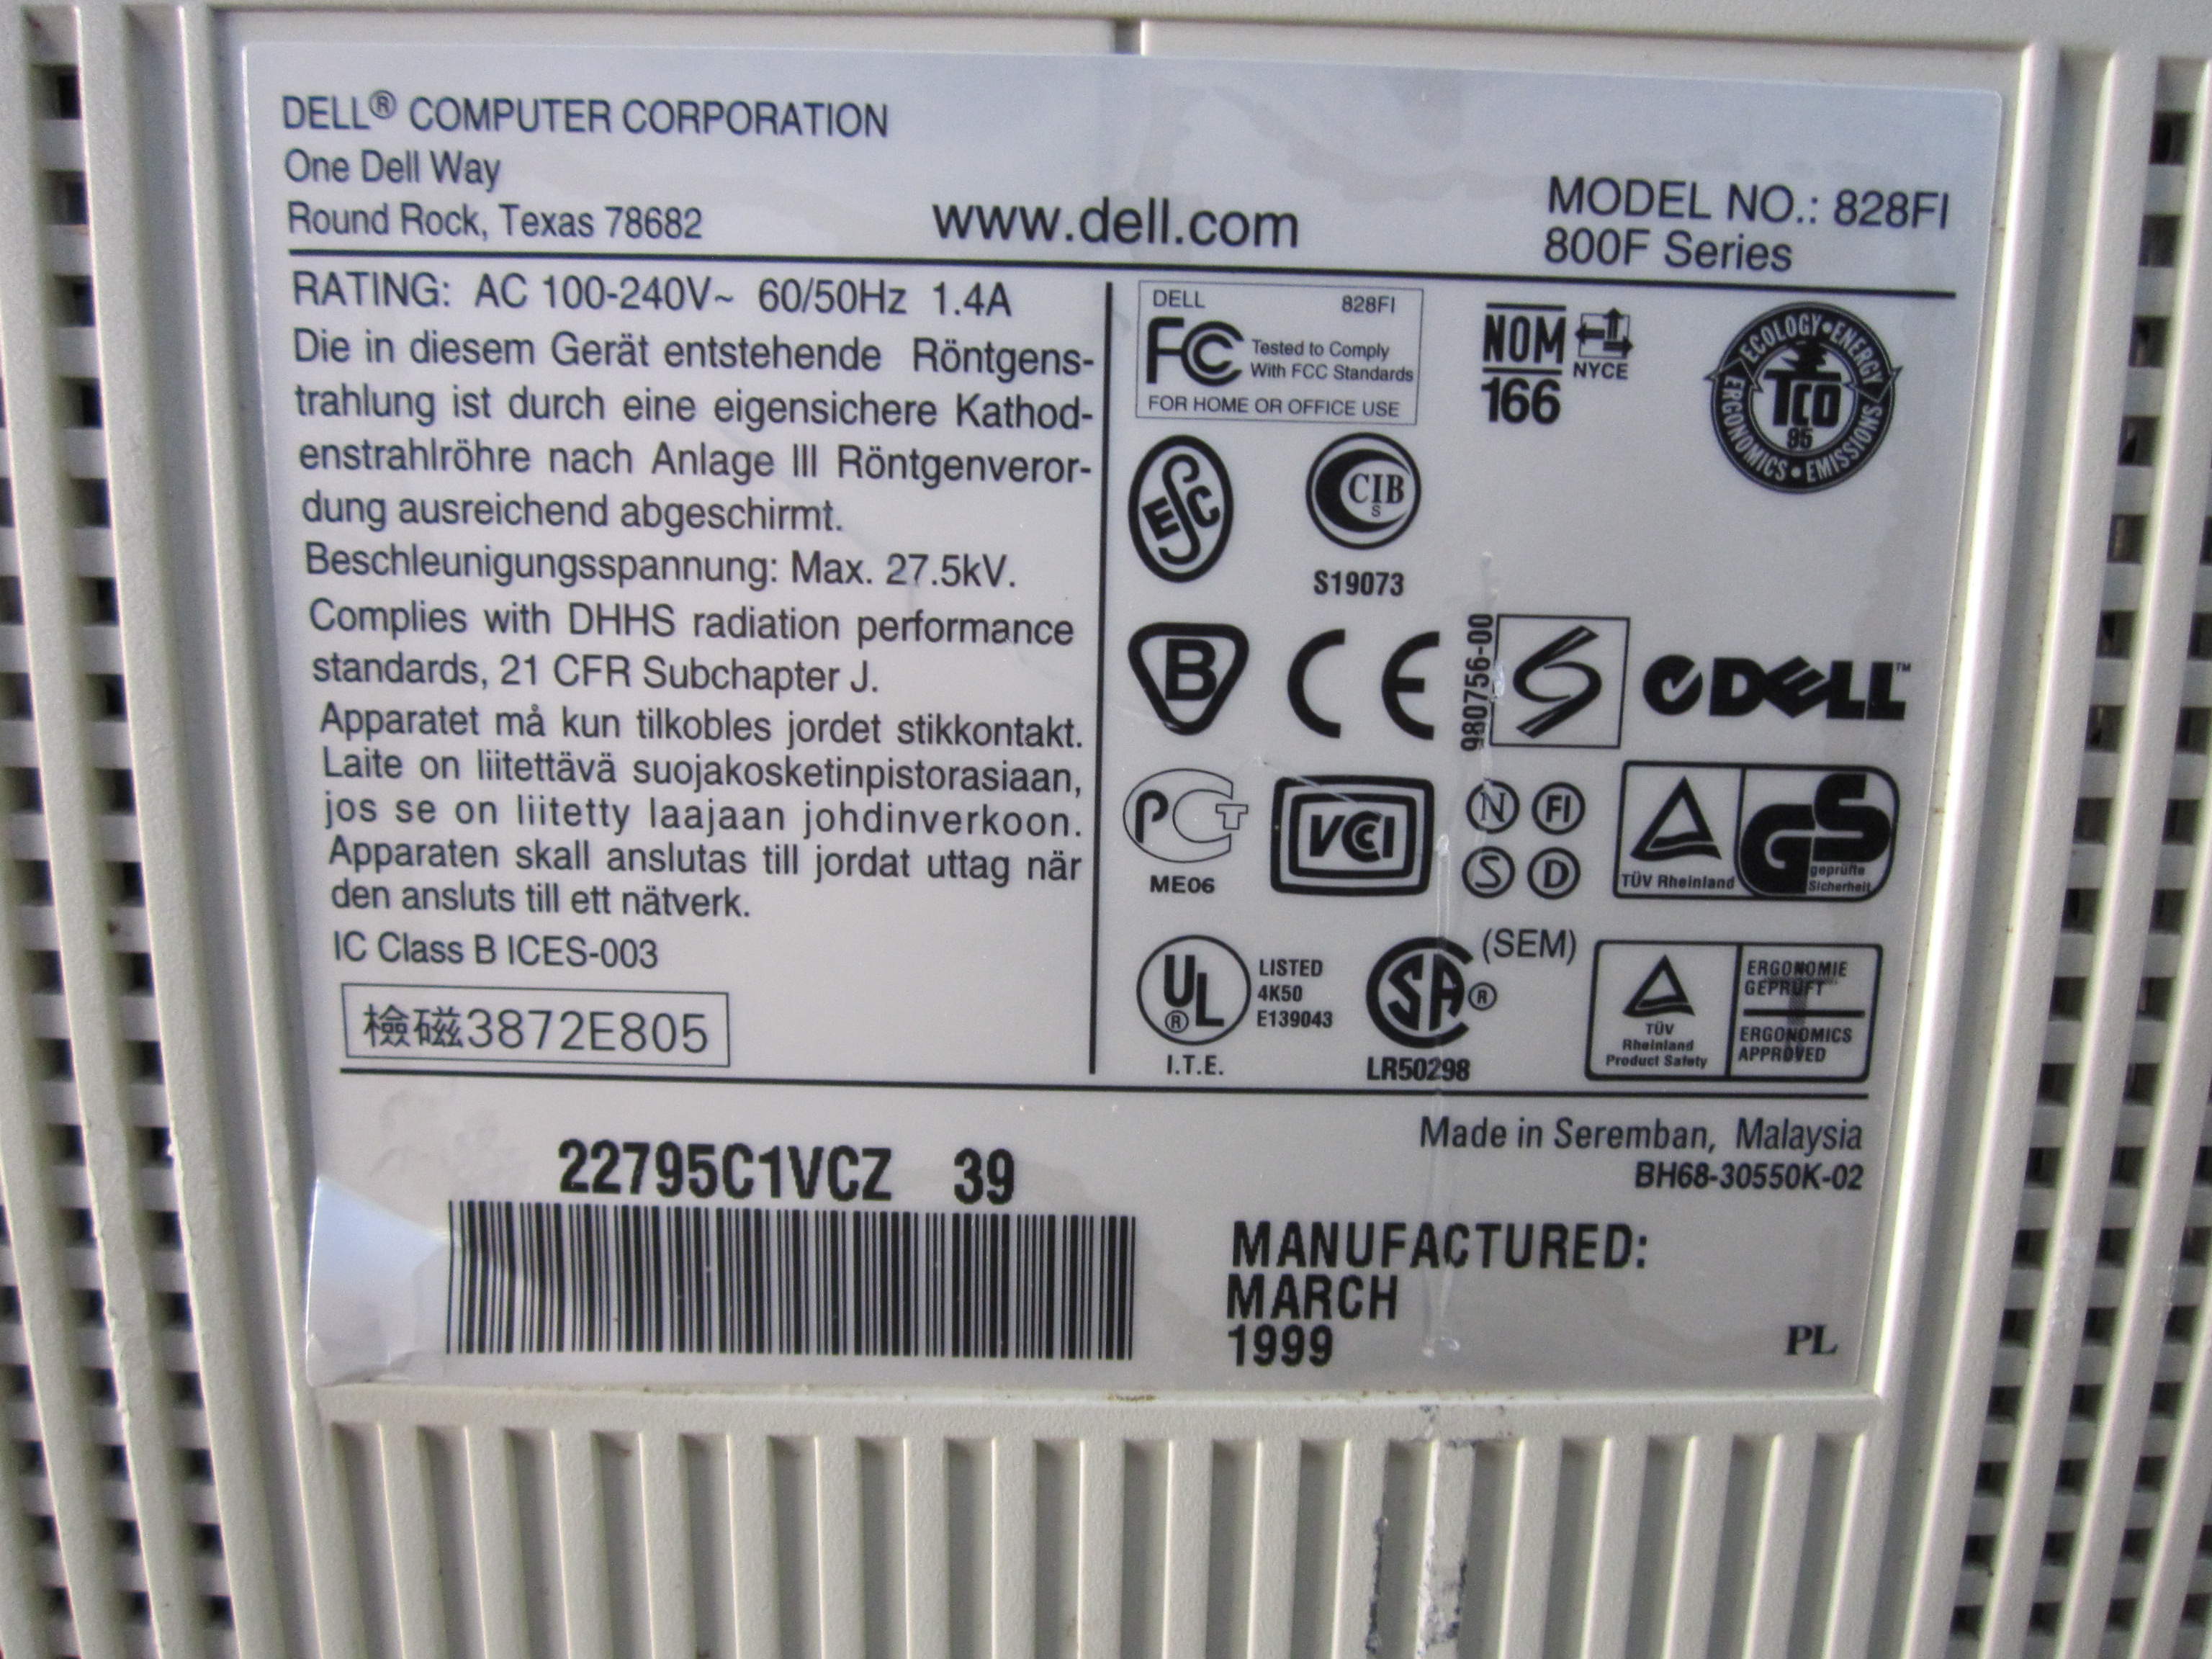 DELL® COMPUTER CORPORATION
One Dell Way
Round Rock, Texas 78682
www.dell.com
MODEL NO.: 828FI
800F Series
RATING: AC 100-240V~ 60/50Hz 1.4A
Die in diesem Gerät entstehende Röntgens-
trahlung ist durch eine eigensichere Kathod-
enstrahlröhre nach Anlage III Röntgenveror-
dung ausreichend abgeschirmt.
Beschleunigungsspannung: Max. 27.5kV.
Complies with DHHS radiation performance
standards, 21 CFR Subchapter J.
Apparatet må kun tilkobles jordet stikkontakt.
Laite on liitettävä suojakosketinpistorasiaan,
jos se on liitetty laajaan johdinverkoon.
Apparaten skall anslutas till jordat uttag när
den ansluts till ett nätverk.
IC Class B ICES-003
檢磁3872E805
DELL 828FI
FC Tested to Comply
With FCC Standards
FOR HOME OR OFFICE USE
NOM
166
NYCE
ECOLOGY • ENERGY
EMISSIONS • ERGONOMICS
TCO
95
ESC
CIB
S
S19073
B
CE
980756-00
S
DELL™
PCT
ME06
VCCI
N FI
S D
TÜV Rheinland
GS
geprüfte
Sicherheit
UL ®
LISTED
4K50
E139043
I.T.E.
SA ®
(SEM)
LR50298
TÜV
Rheinland
Product Safety
ERGONOMIE
GEPRÜFT
ERGONOMICS
APPROVED
22795C1VCZ 39
Made in Seremban, Malaysia
BH68-30550K-02
MANUFACTURED:
MARCH
1999
PL